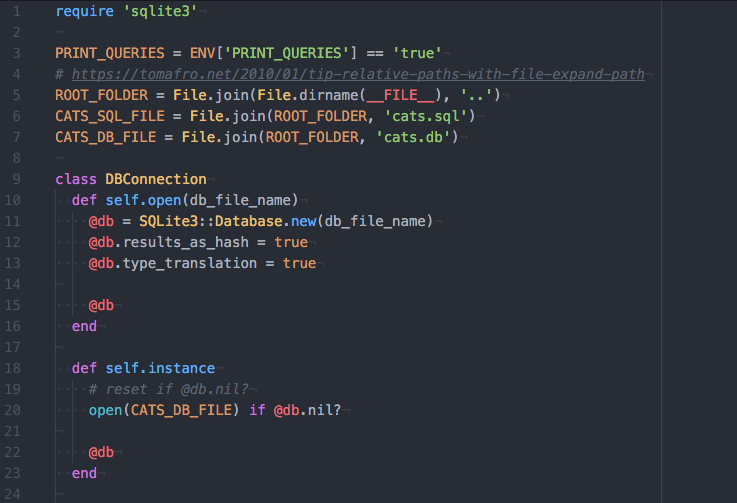 1 require 'sqlite3'
2
3 PRINT_QUERIES = ENV['PRINT_QUERIES'] == 'true'
4 # https://tomafro.net/2010/01/tip-relative-paths-with-file-expand-path
5 ROOT_FOLDER = File.join(File.dirname(__FILE__), '..')
6 CATS_SQL_FILE = File.join(ROOT_FOLDER, 'cats.sql')
7 CATS_DB_FILE = File.join(ROOT_FOLDER, 'cats.db')
8
9 class DBConnection
10   def self.open(db_file_name)
11     @db = SQLite3::Database.new(db_file_name)
12     @db.results_as_hash = true
13     @db.type_translation = true
14
15     @db
16   end
17
18   def self.instance
19     # reset if @db.nil?
20     open(CATS_DB_FILE) if @db.nil?
21
22     @db
23   end
24